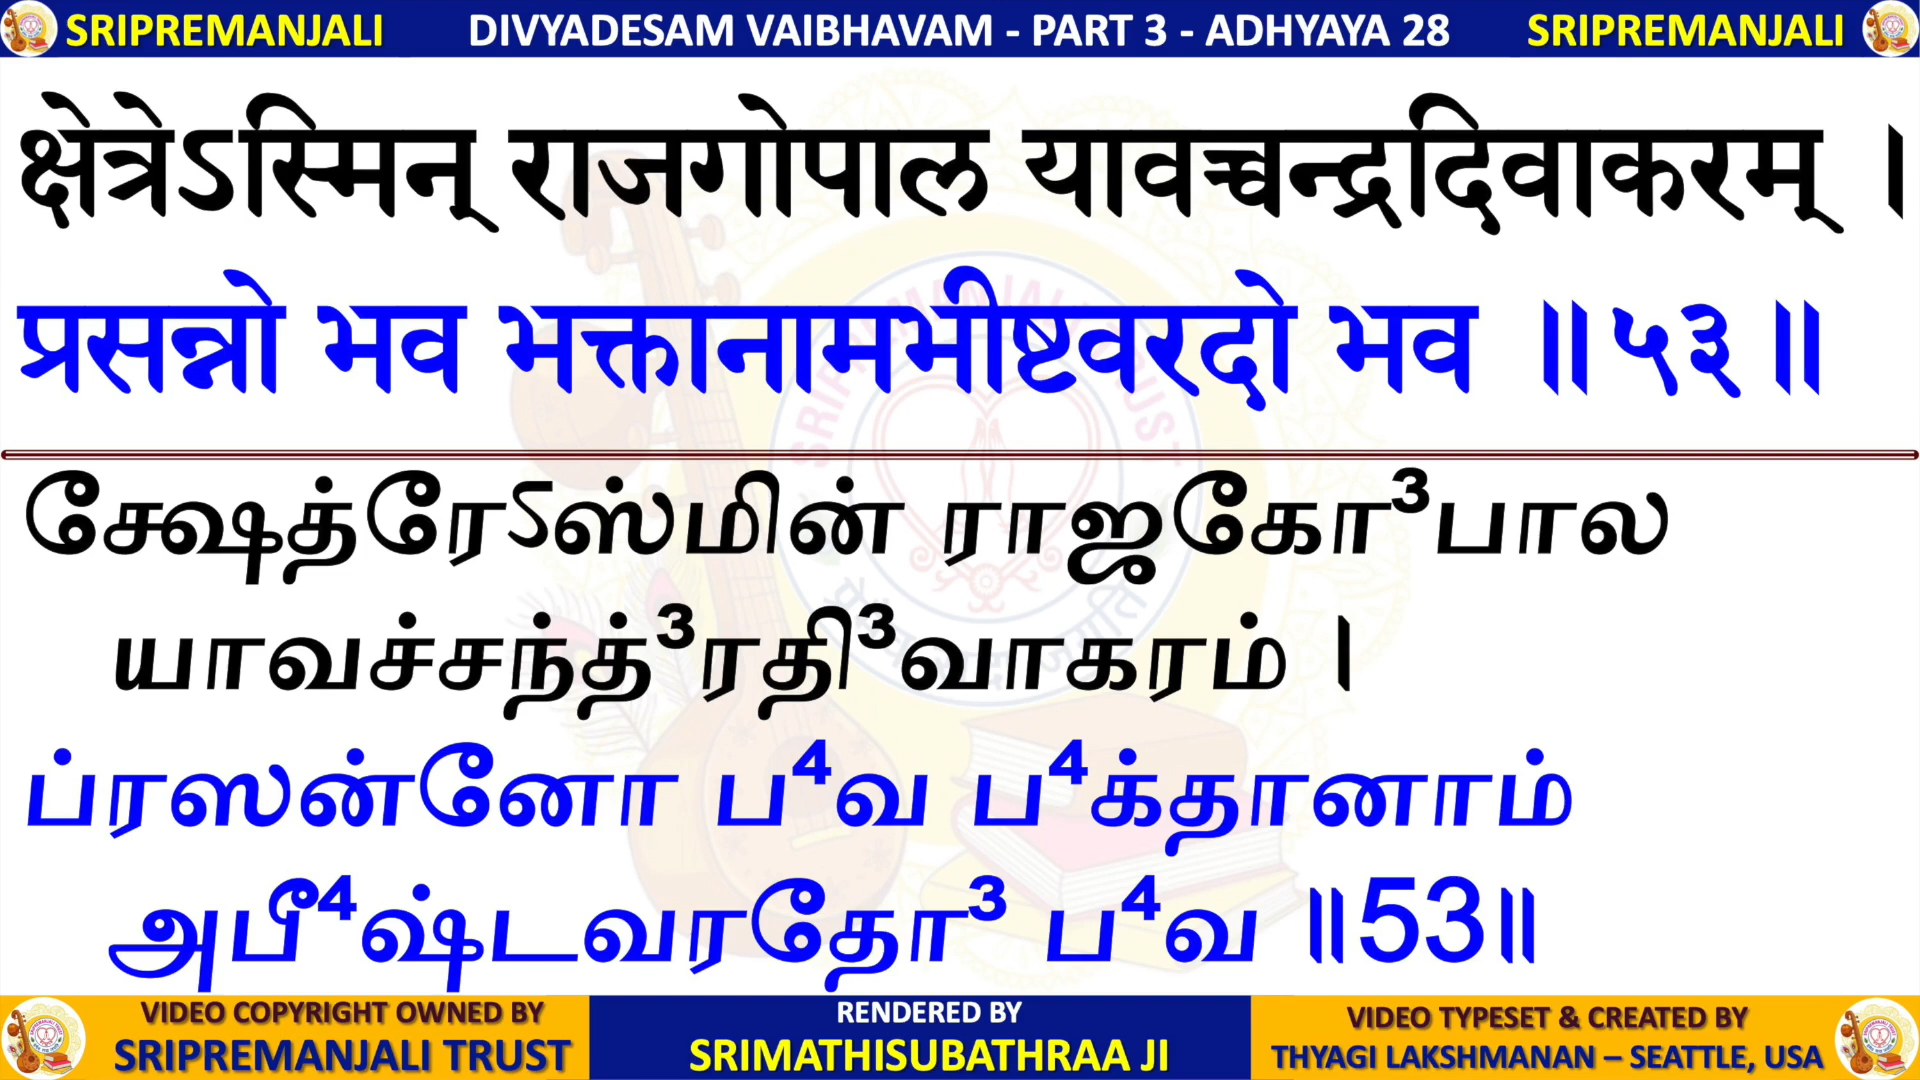 SRIPREMANJALI DIVYADESAM VAIBHAVAM - PART 3 - ADHYAYA 28 SRIPREMANJALI
क्षेत्रेऽस्मिन् राजगोपाल यावच्चन्द्रदिवाकरम् ।
प्रसन्नो भव भक्तानामभीष्टवरदो भव ॥५३॥
க்ஷேத்ரேऽஸ்மின் ராஜகோ³பால
யாவச்சந்த்³ரதி³வாகரம் ।
ப்ரஸன்னோ ப⁴வ ப⁴க்தானாம்
அபீ⁴ஷ்டவரதோ³ ப⁴வ ॥53॥
VIDEO COPYRIGHT OWNED BY
SRIPREMANJALI TRUST
RENDERED BY
SRIMATHISUBATHRAA JI
VIDEO TYPESET & CREATED BY
THYAGI LAKSHMANAN – SEATTLE, USA